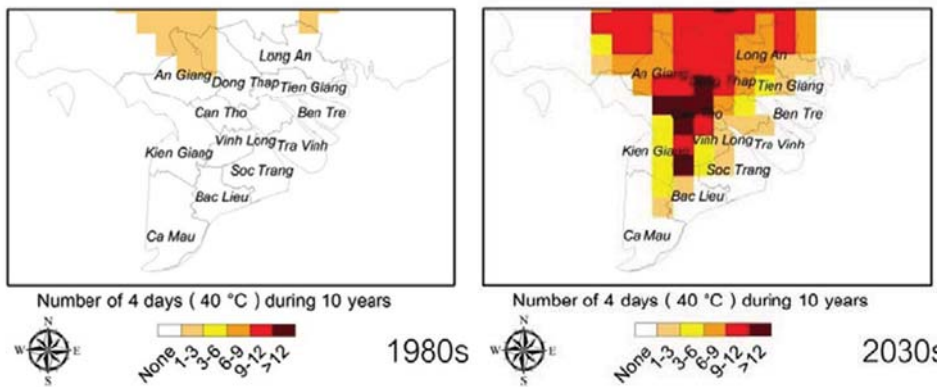 Long An
An Giang
Dong Thap
Tien Giang
Can Tho
Ben Tre
Vinh Long
Kien Giang
Tra Vinh
Soc Trang
Bac Lieu
Ca Mau
Number of 4 days ( 40 °C ) during 10 years
N
W E
S
None 1-3 3-6 6-9 9-12 >12
1980s
Long An
An Giang
Thap
Tien Giang
Tho
Ben Tre
Vinh Long
Kien Giang
Tra Vinh
Soc Trang
Bac Lieu
Ca Mau
Number of 4 days ( 40 °C ) during 10 years
N
W E
S
None 1-3 3-6 6-9 9-12 >12
2030s